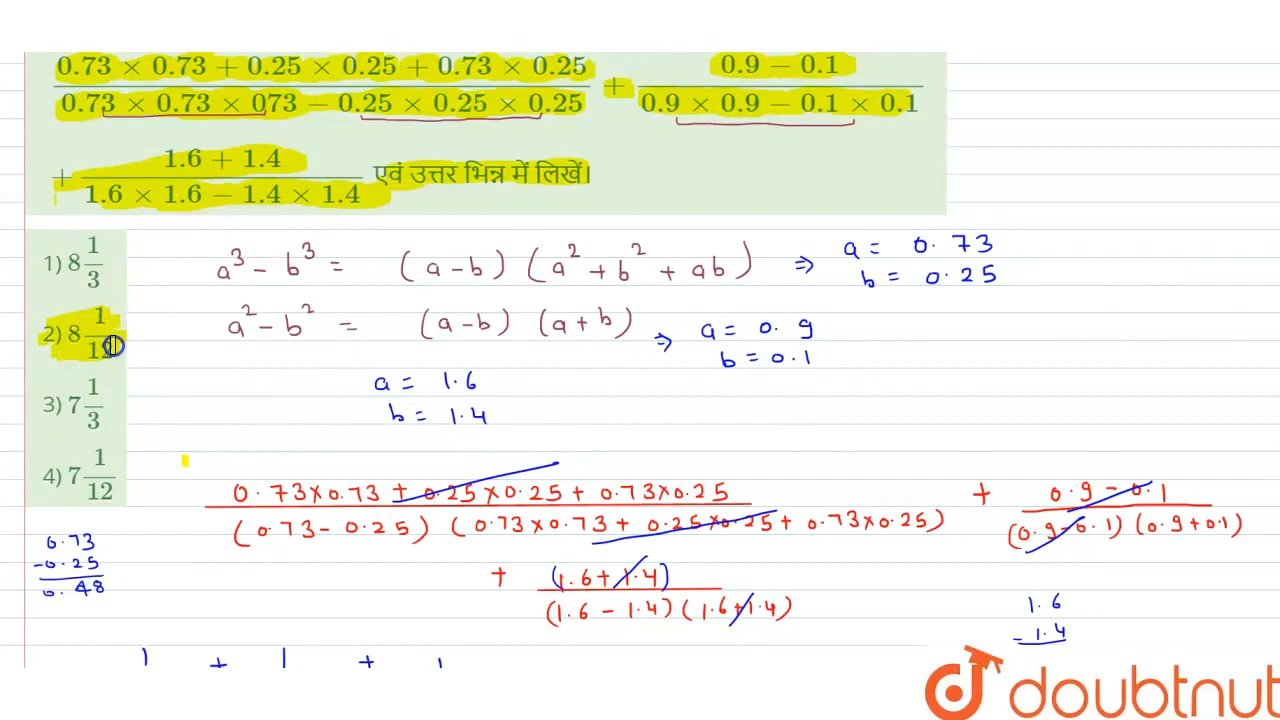 0.73 × 0.73 + 0.25 × 0.25 + 0.73 × 0.25 0.9 − 0.1
+
0.73 × 0.73 × 073 − 0.25 × 0.25 × 0.25 0.9 × 0.9 − 0.1 × 0.1
1.6 + 1.4
+ एवं उत्तर भिन्न में लिखें।
1.6 × 1.6 − 1.4 × 1.4
1) 8 1/3
2) 8 1/12
3) 7 1/3
4) 7 1/12
a³ − b³ = (a−b) (a² + b² + ab) ⇒ a = 0.73
b = 0.25
a² − b² = (a−b) (a+b) ⇒ a = 0.9
b = 0.1
a = 1.6
b = 1.4
0.73×0.73 + 0.25×0.25 + 0.73×0.25 + 0.9 − 0.1
(0.73 − 0.25) (0.73×0.73 + 0.25×0.25 + 0.73×0.25) (0.9−0.1) (0.9+0.1)
0.73
−0.25
0.48
+ (1.6+1.4)
(1.6 − 1.4) (1.6+1.4)
1.6
− 1.4
1 + 1 + 1
doubtnut